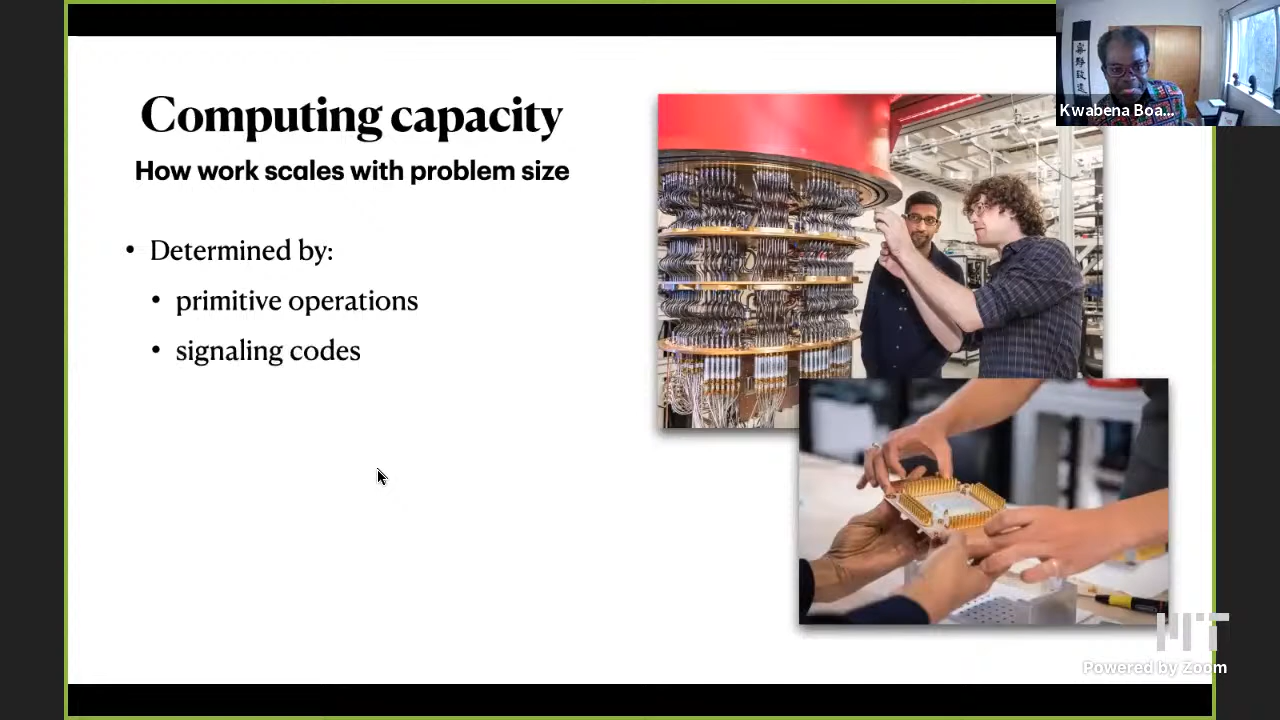 Computing capacity
How work scales with problem size
• Determined by:
• primitive operations
• signaling codes
Kwabena Boa...
MIT
Powered by Zoom